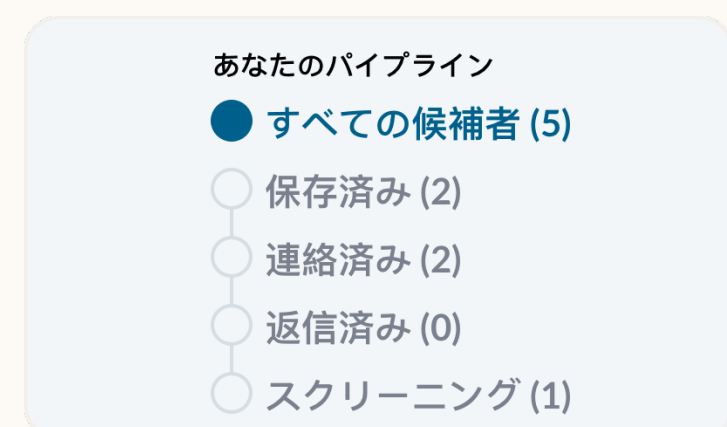 あなたのパイプライン
すべての候補者 (5)
保存済み (2)
連絡済み (2)
返信済み (0)
スクリーニング (1)